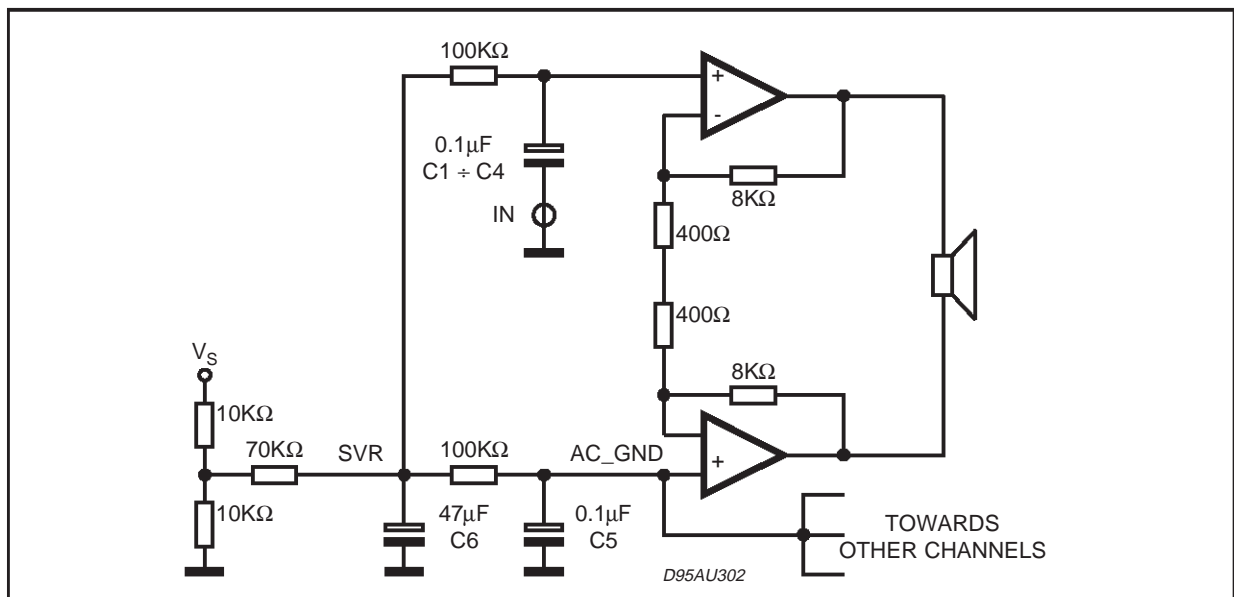 100KΩ
+
-
0.1µF
C1 ÷ C4
8KΩ
IN
400Ω
400Ω
V_S
8KΩ
10KΩ
70KΩ
SVR
100KΩ
AC_GND
+
10KΩ
47µF
C6
0.1µF
C5
TOWARDS
OTHER CHANNELS
D95AU302